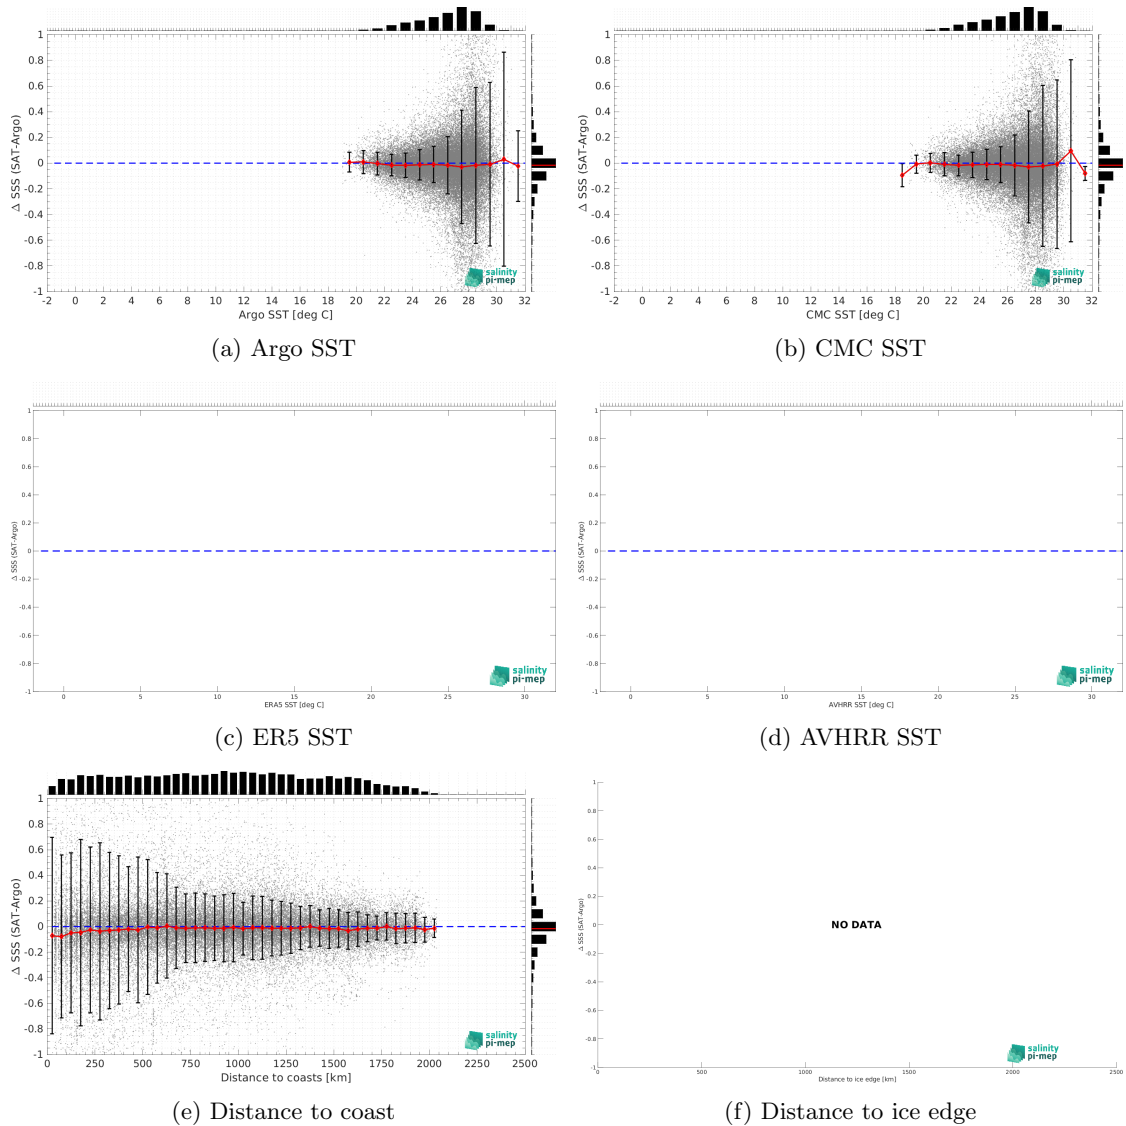 1
0.8
0.6
0.4
0.2
0
-0.2
-0.4
-0.6
-0.8
-1
Δ SSS (SAT-Argo)
salinity
pi-mep
-2 0 2 4 6 8 10 12 14 16 18 20 22 24 26 28 30 32
Argo SST [deg C]
(a) Argo SST
1
0.8
0.6
0.4
0.2
0
-0.2
-0.4
-0.6
-0.8
-1
Δ SSS (SAT-Argo)
salinity
pi-mep
-2 0 2 4 6 8 10 12 14 16 18 20 22 24 26 28 30 32
CMC SST [deg C]
(b) CMC SST
1
0.8
0.6
0.4
0.2
0
-0.2
-0.4
-0.6
-0.8
-1
Δ SSS (SAT-Argo)
salinity
pi-mep
0 5 10 15 20 25 30
ERA5 SST [deg C]
(c) ER5 SST
1
0.8
0.6
0.4
0.2
0
-0.2
-0.4
-0.6
-0.8
-1
Δ SSS (SAT-Argo)
salinity
pi-mep
0 5 10 15 20 25 30
AVHRR SST [deg C]
(d) AVHRR SST
1
0.8
0.6
0.4
0.2
0
-0.2
-0.4
-0.6
-0.8
-1
Δ SSS (SAT-Argo)
salinity
pi-mep
0 250 500 750 1000 1250 1500 1750 2000 2250 2500
Distance to coasts [km]
(e) Distance to coast
1
0.8
0.6
0.4
0.2
0
-0.2
-0.4
-0.6
-0.8
-1
Δ SSS (SAT-Argo)
NO DATA
salinity
pi-mep
0 500 1000 1500 2000 2500
Distance to ice edge [km]
(f) Distance to ice edge